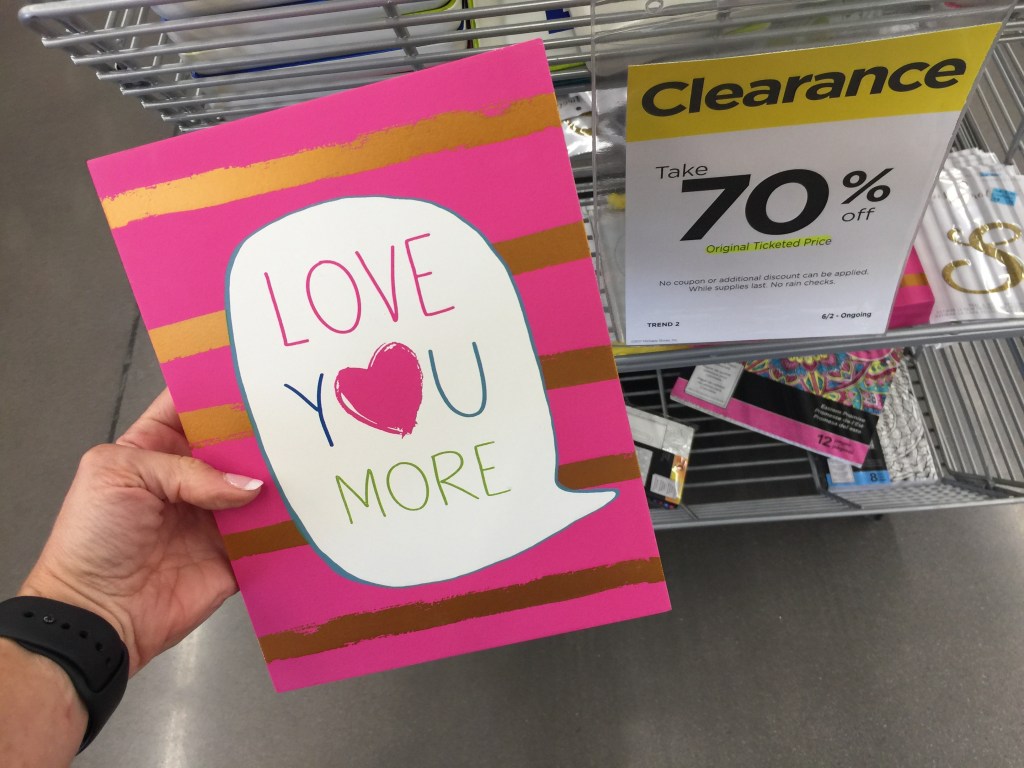 LOVE
YOU
MORE
Clearance
Take
70% off
Original Ticketed Price
No coupon or additional discount can be applied.
While supplies last. No rain checks.
TREND 2
6/2 - Ongoing
12
8